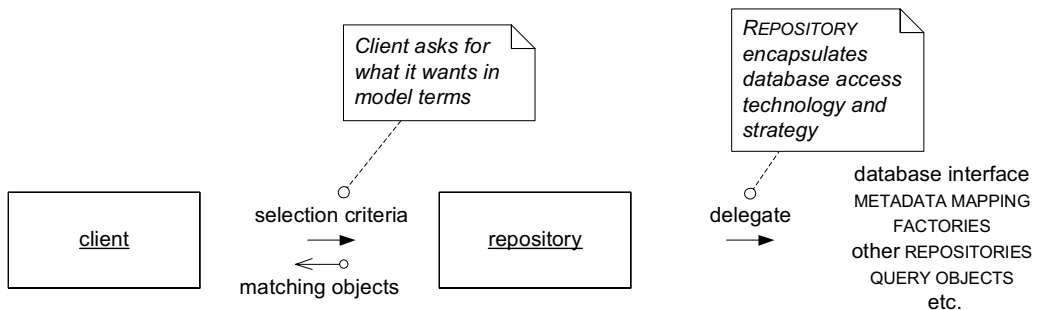 Client asks for
what it wants in
model terms
REPOSITORY
encapsulates
database access
technology and
strategy
client
selection criteria
matching objects
repository
delegate
database interface
METADATA MAPPING
FACTORIES
other REPOSITORIES
QUERY OBJECTS
etc.